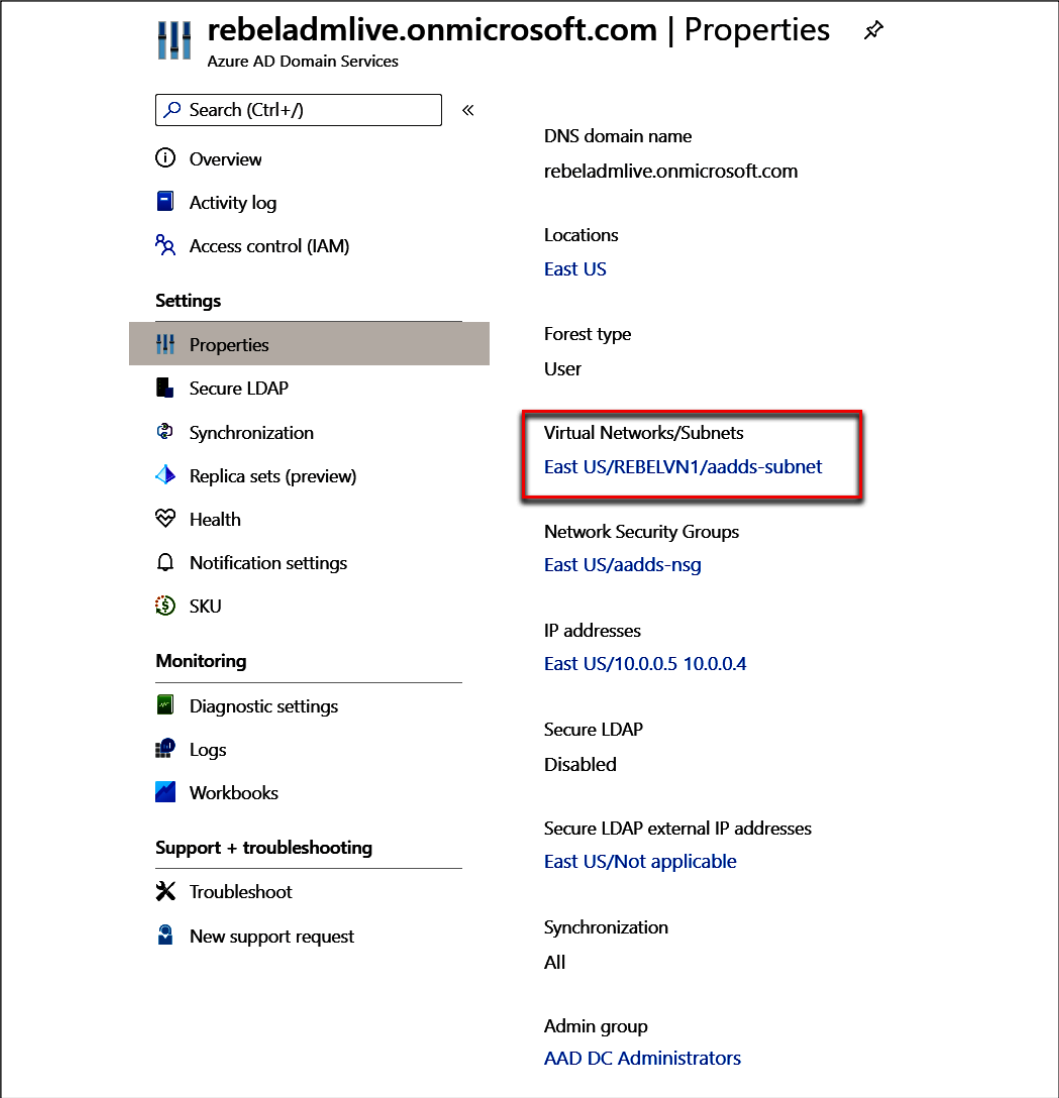 rebeladmlive.onmicrosoft.com | Properties
Azure AD Domain Services
Search (Ctrl+/)
«
Overview
Activity log
Access control (IAM)
Settings
Properties
Secure LDAP
Synchronization
Replica sets (preview)
Health
Notification settings
SKU
Monitoring
Diagnostic settings
Logs
Workbooks
Support + troubleshooting
Troubleshoot
New support request
DNS domain name
rebeladmlive.onmicrosoft.com
Locations
East US
Forest type
User
Virtual Networks/Subnets
East US/REBELVN1/aadds-subnet
Network Security Groups
East US/aadds-nsg
IP addresses
East US/10.0.0.5 10.0.0.4
Secure LDAP
Disabled
Secure LDAP external IP addresses
East US/Not applicable
Synchronization
All
Admin group
AAD DC Administrators